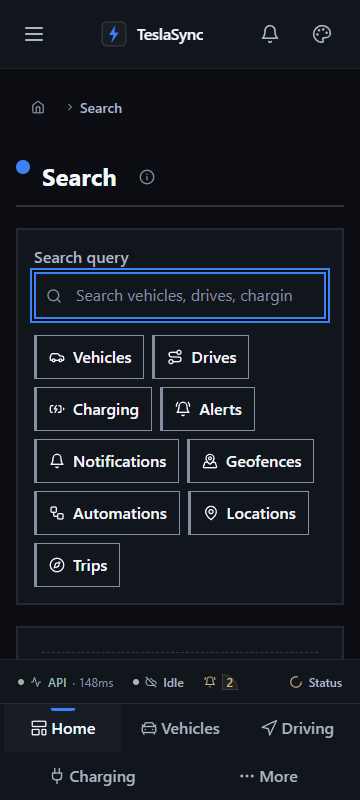 TeslaSync
Search
Search
Search query
Search vehicles, drives, chargin
Vehicles
Drives
Charging
Alerts
Notifications
Geofences
Automations
Locations
Trips
API · 148ms
Idle
2
Status
Home
Vehicles
Driving
Charging
More